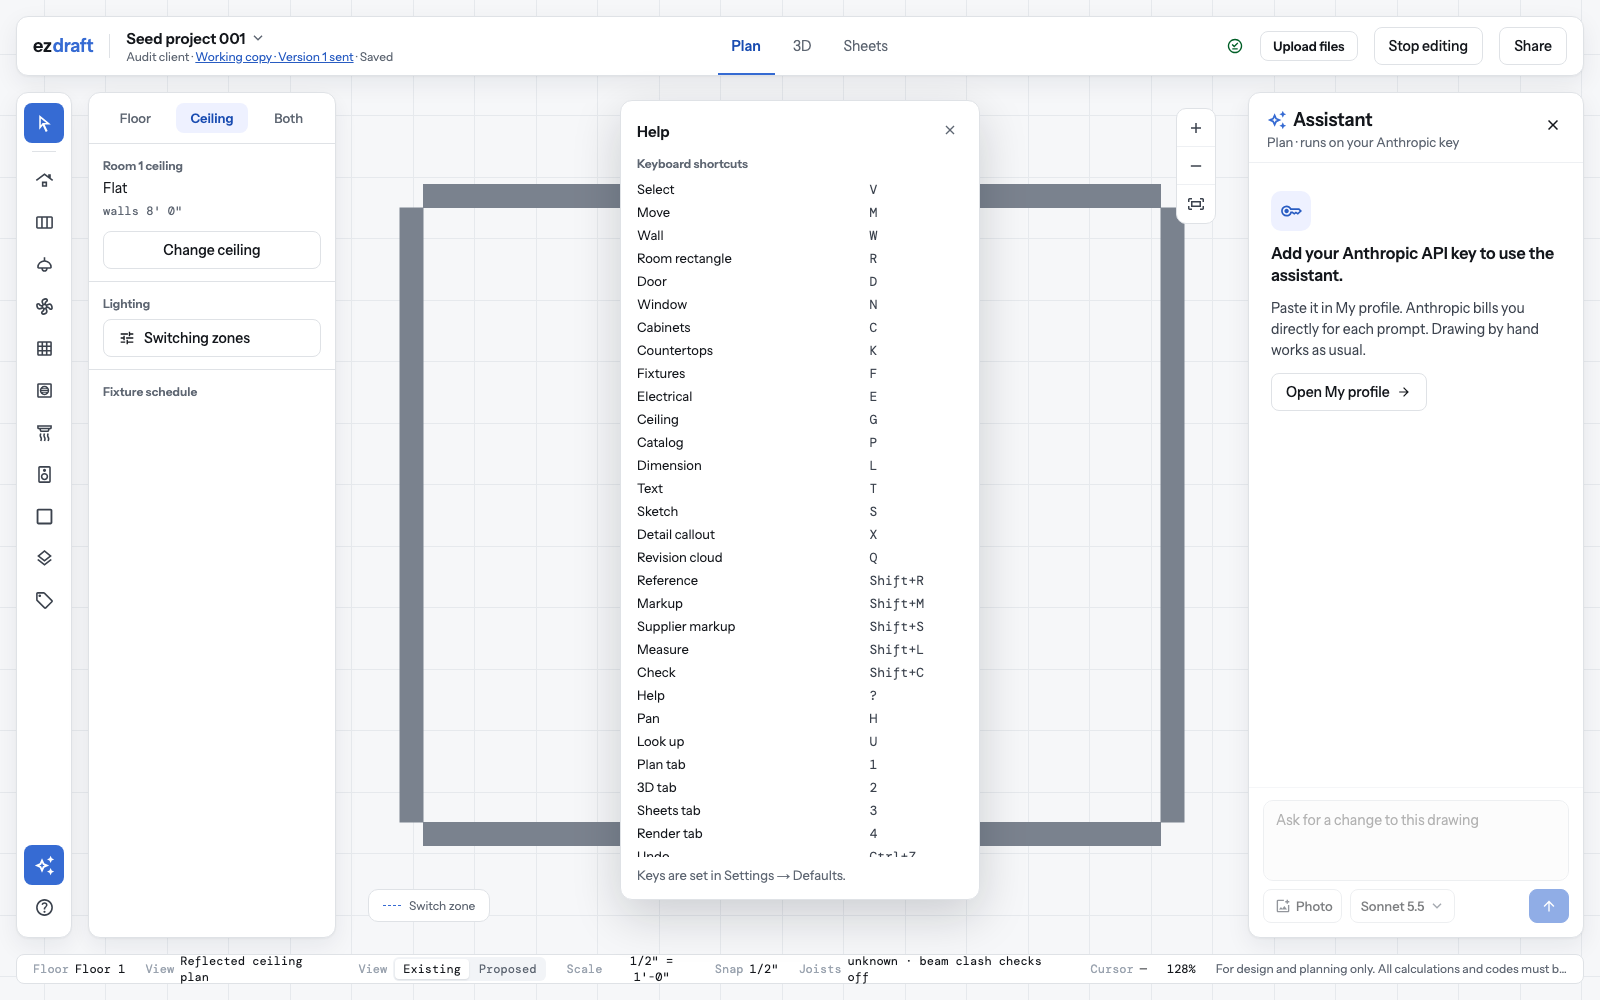 ezdraft
Seed project 001
Audit client · Working copy · Version 1 sent · Saved
Plan
3D
Sheets
Upload files
Stop editing
Share
Floor
Ceiling
Both
Room 1 ceiling
Flat
walls 8' 0"
Change ceiling
Lighting
Switching zones
Fixture schedule
Help
Keyboard shortcuts
Select V
Move M
Wall W
Room rectangle R
Door D
Window N
Cabinets C
Countertops K
Fixtures F
Electrical E
Ceiling G
Catalog P
Dimension L
Text T
Sketch S
Detail callout X
Revision cloud Q
Reference Shift+R
Markup Shift+M
Supplier markup Shift+S
Measure Shift+L
Check Shift+C
Help ?
Pan H
Look up U
Plan tab 1
3D tab 2
Sheets tab 3
Render tab 4
Undo Ctrl+Z
Keys are set in Settings → Defaults.
Switch zone
Assistant
Plan · runs on your Anthropic key
Add your Anthropic API key to use the
assistant.
Paste it in My profile. Anthropic bills you
directly for each prompt. Drawing by hand
works as usual.
Open My profile →
Ask for a change to this drawing
Photo
Sonnet 5.5
Floor Floor 1
View Reflected ceiling
plan
View Existing Proposed
Scale 1/2" =
1'-0"
Snap 1/2"
Joists unknown · beam clash checks
off
Cursor —
128%
For design and planning only. All calculations and codes must b...